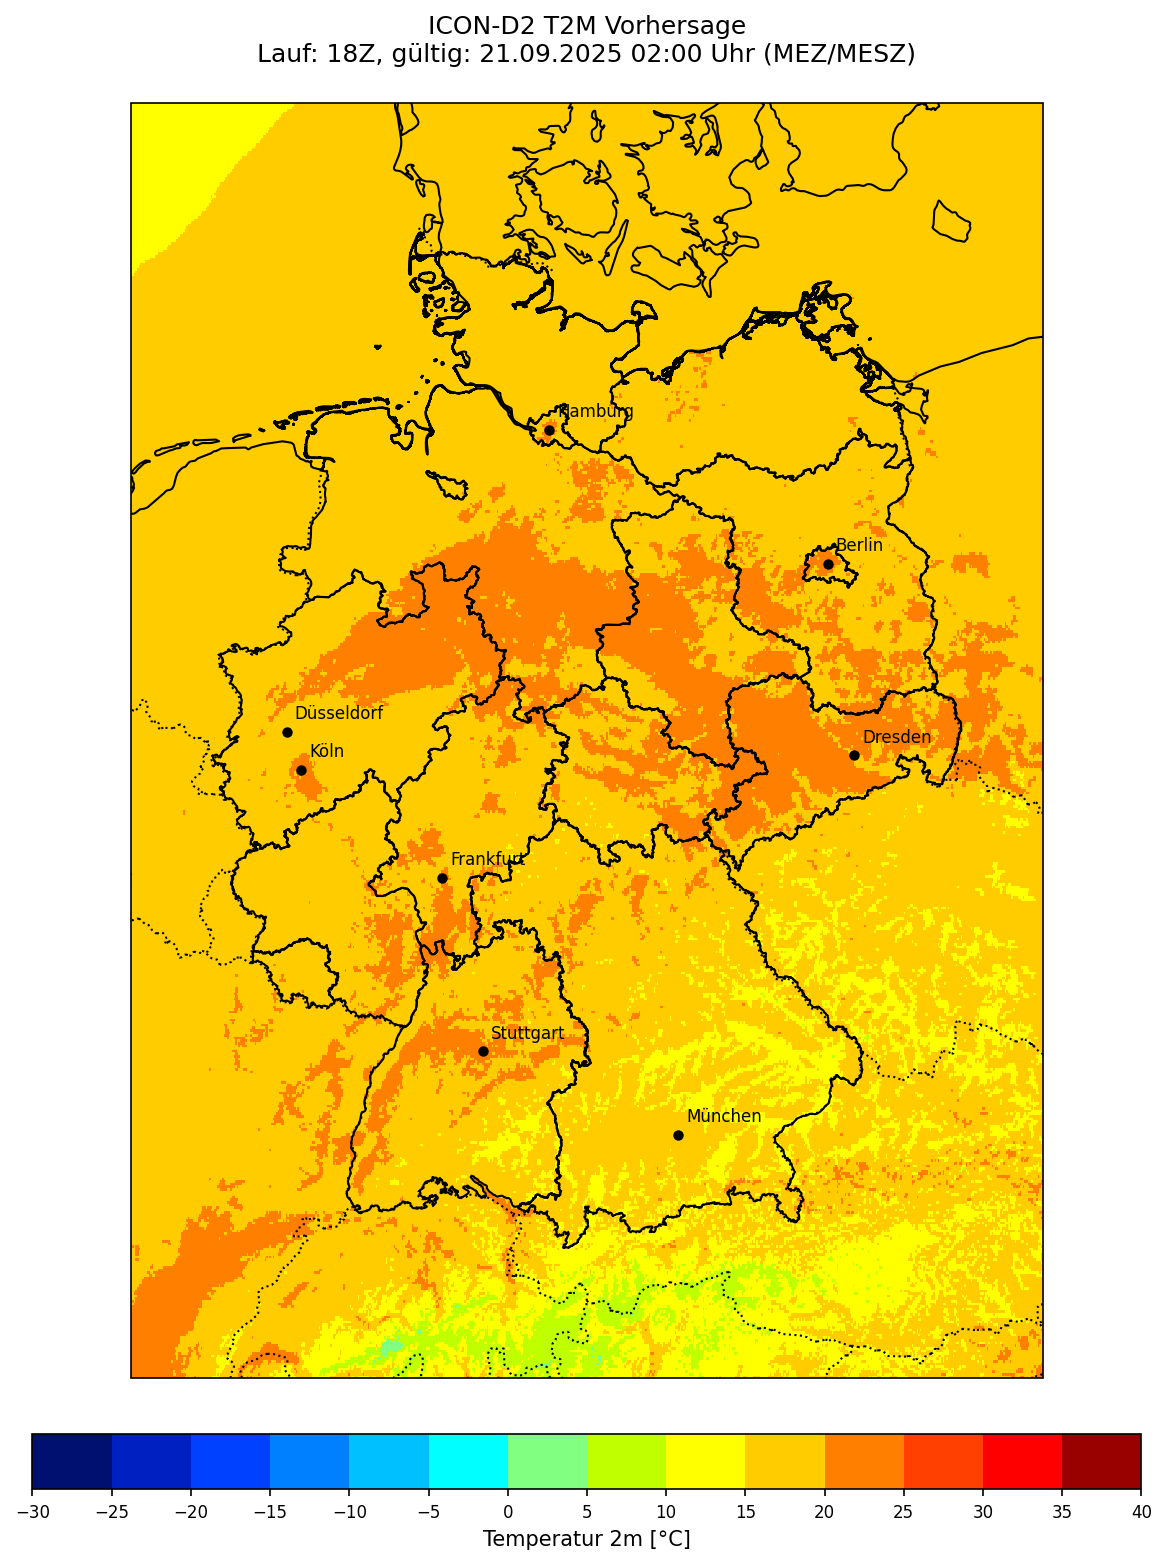 ICON-D2 T2M Vorhersage
Lauf: 18Z, gültig: 21.09.2025 02:00 Uhr (MEZ/MESZ)
Hamburg
Berlin
Düsseldorf
Dresden
Köln
Frankfurt
Stuttgart
München
−30 −25 −20 −15 −10 −5 0 5 10 15 20 25 30 35 40
Temperatur 2m [°C]